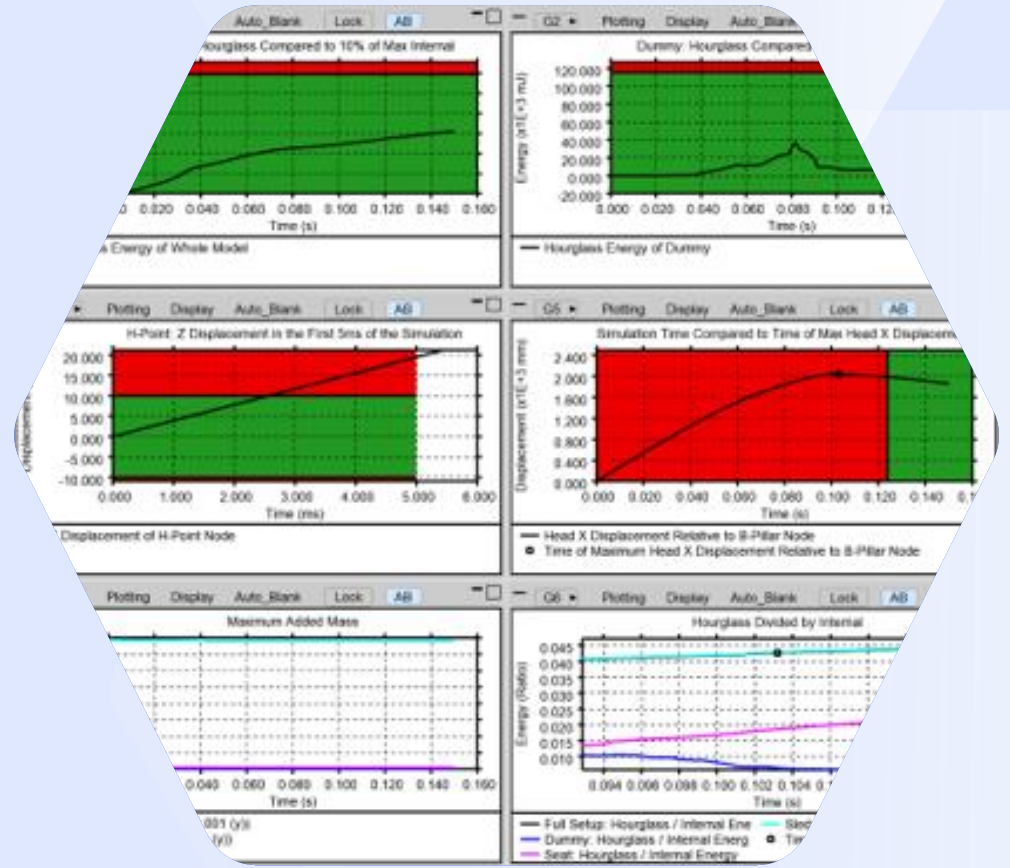 Auto_Blank Lock AB
Hourglass Compared to 10% of Max Internal
0.020 0.040 0.060 0.080 0.100 0.120 0.140 0.160
Time (s)
s Energy of Whole Model
G2 Plotting Display Auto_Blank
Dummy: Hourglass Compared
Energy (x1E+3 mJ)
120.000
100.000
80.000
60.000
40.000
20.000
0.000
-20.000
0.000 0.020 0.040 0.060 0.080 0.100 0.12
Time (s)
Hourglass Energy of Dummy
Plotting Display Auto_Blank Lock AB
H-Point: Z Displacement in the First 5ms of the Simulation
Displacement
20.000
15.000
10.000
5.000
0.000
-5.000
-10.000
0.000 1.000 2.000 3.000 4.000 5.000 6.000
Time (ms)
Displacement of H-Point Node
G5 Plotting Display Auto_Blank Lock AB
Simulation Time Compared to Time of Max Head X Displacem
Displacement (x1E+3 mm)
2.400
2.000
1.600
1.200
0.800
0.400
0.000
0.000 0.020 0.040 0.060 0.080 0.100 0.120 0.140 0.1
Time (s)
Head X Displacement Relative to B-Pillar Node
Time of Maximum Head X Displacement Relative to B-Pillar Node
Plotting Display Auto_Blank Lock AB
Maximum Added Mass
0.040 0.060 0.080 0.100 0.120 0.140 0.160
Time (s)
001 (y))
(y))
G6 Plotting Display Auto_Blank Lock AB
Hourglass Divided by Internal
Energy (Ratio)
0.045
0.040
0.035
0.030
0.025
0.020
0.015
0.010
0.094 0.096 0.098 0.100 0.102 0.104 0.1
Time (s)
Full Setup: Hourglass / Internal Ene Sled
Dummy: Hourglass / Internal Energ Tim
Seat: Hourglass / Internal Energy